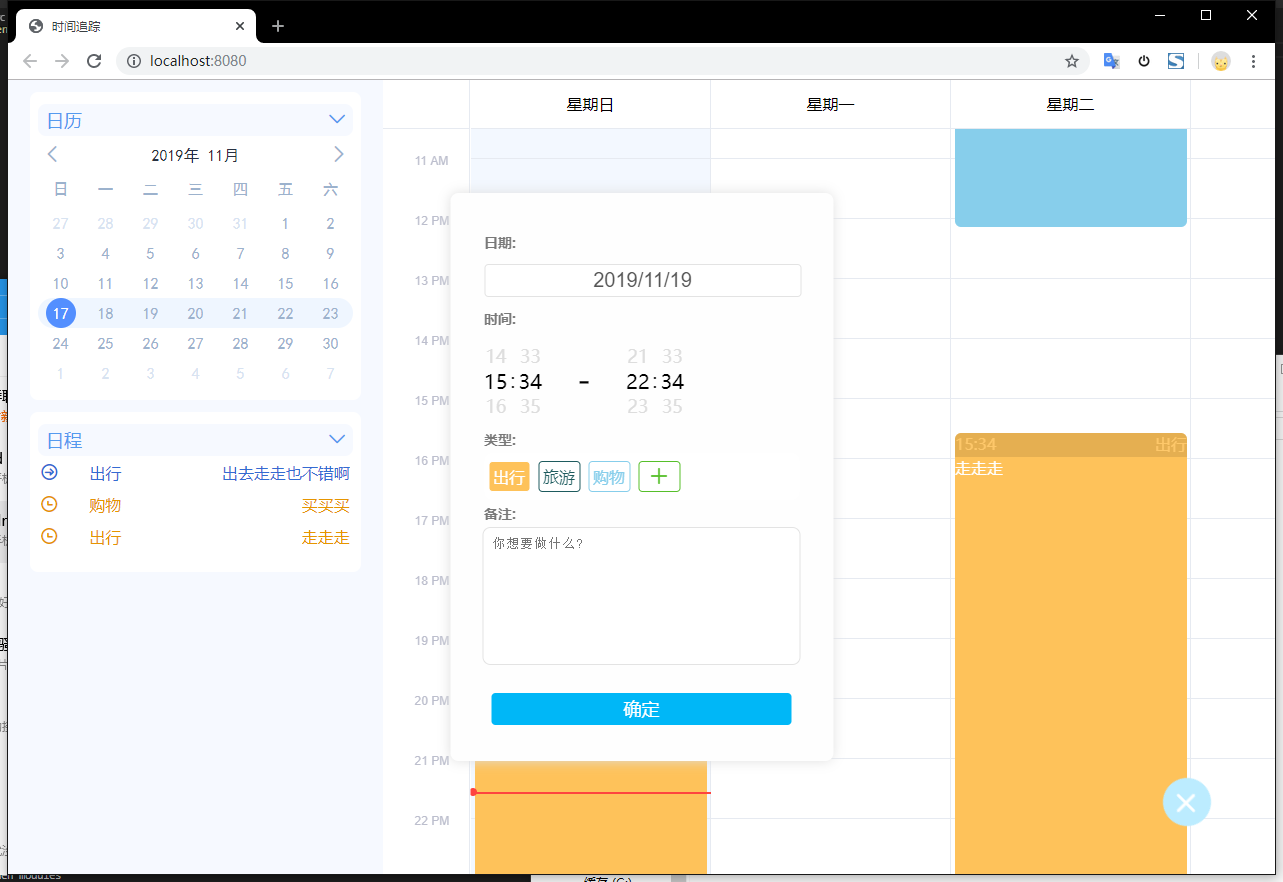 时间追踪
localhost:8080
日历
2019年 11月
日 一 二 三 四 五 六
27 28 29 30 31 1 2
3 4 5 6 7 8 9
10 11 12 13 14 15 16
17 18 19 20 21 22 23
24 25 26 27 28 29 30
1 2 3 4 5 6 7
日程
出行 出去走走也不错啊
购物 买买买
出行 走走走
星期日 星期一 星期二
11 AM
12 PM
13 PM
14 PM
15 PM
16 PM
17 PM
18 PM
19 PM
20 PM
21 PM
22 PM
日期:
2019/11/19
时间:
14 33 21 33
15:34 - 22:34
16 35 23 35
类型:
出行 旅游 购物
备注:
你想要做什么?
确定
15:34 出行
走走走